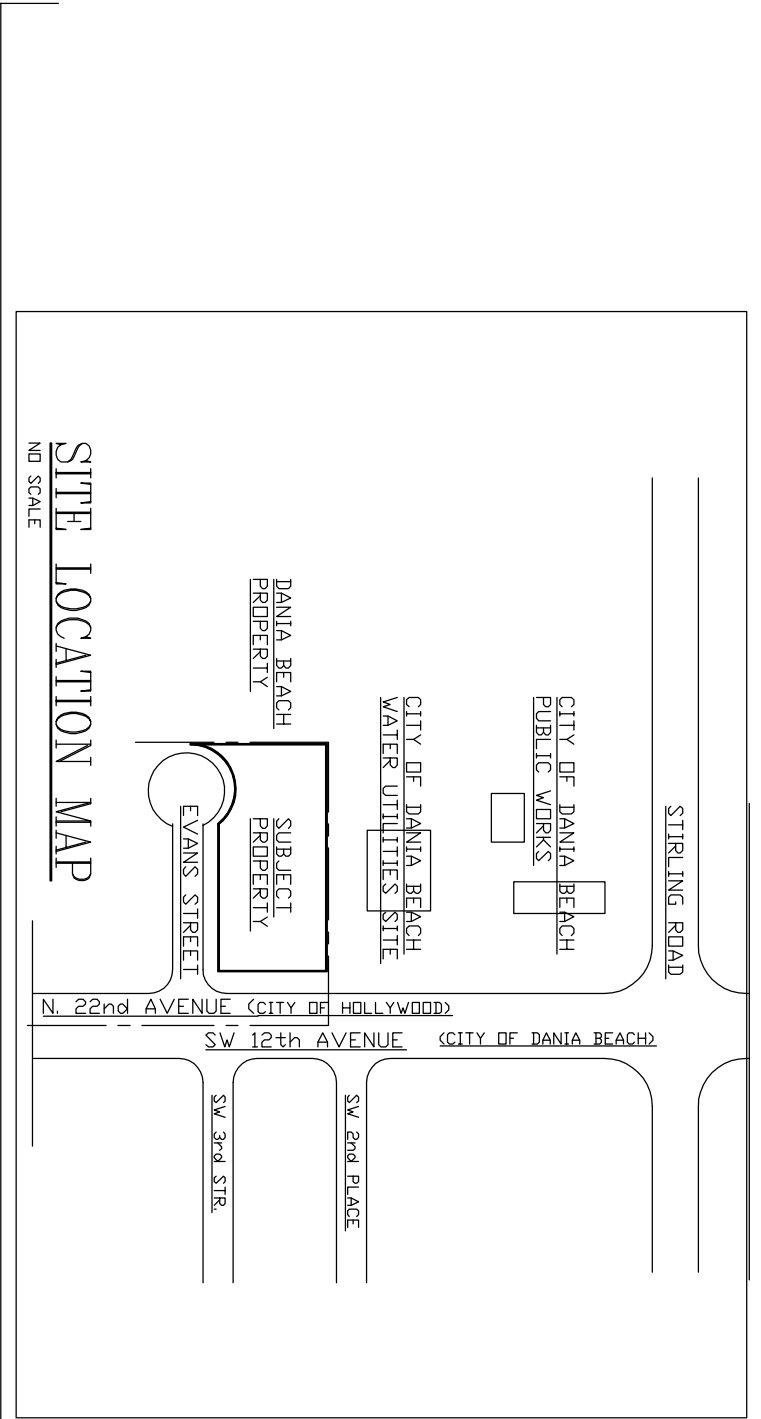 STIRLING ROAD
CITY OF DANIA BEACH
PUBLIC WORKS
CITY OF DANIA BEACH
WATER UTILITIES SITE
DANIA BEACH
PROPERTY
SUBJECT
PROPERTY
EVANS STREET
N. 22nd AVENUE (CITY OF HOLLYWOOD)
SW 12th AVENUE (CITY OF DANIA BEACH)
SW 2nd PLACE
SW 3rd STR.
SITE LOCATION MAP
NO SCALE